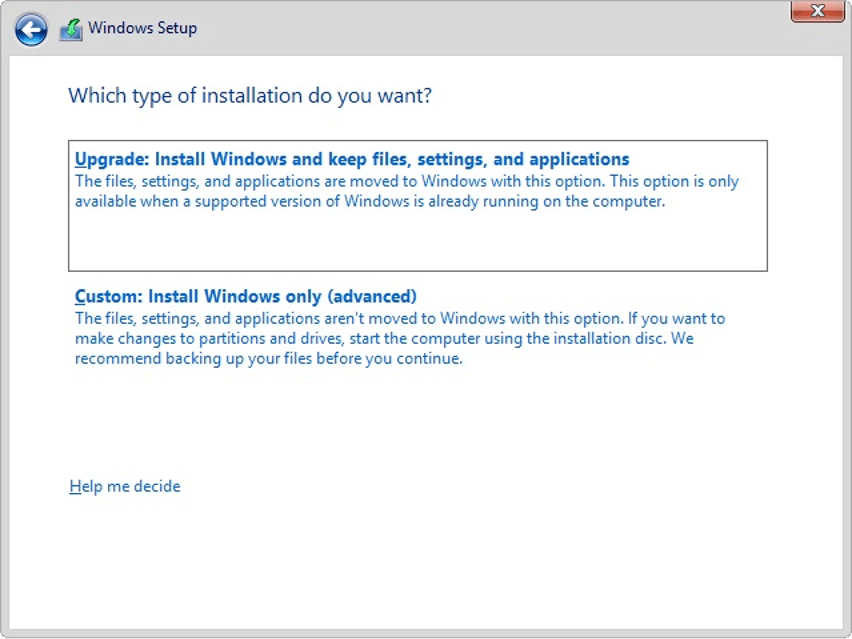 Windows Setup
Which type of installation do you want?
Upgrade: Install Windows and keep files, settings, and applications
The files, settings, and applications are moved to Windows with this option. This option is only
available when a supported version of Windows is already running on the computer.
Custom: Install Windows only (advanced)
The files, settings, and applications aren't moved to Windows with this option. If you want to
make changes to partitions and drives, start the computer using the installation disc. We
recommend backing up your files before you continue.
Help me decide